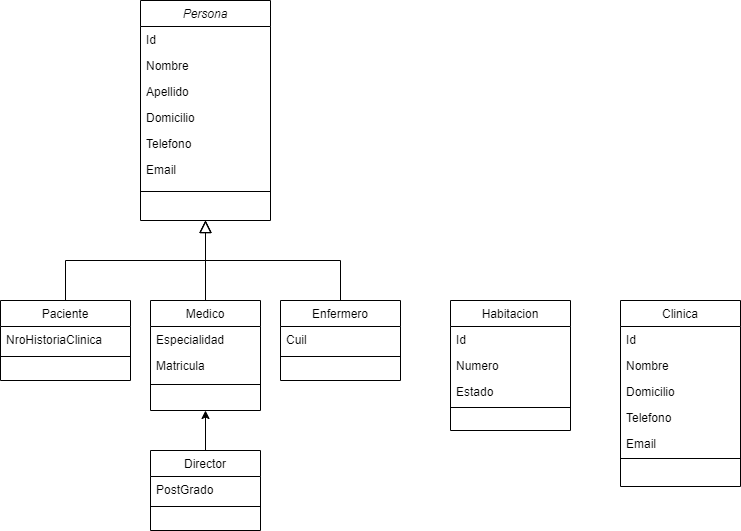 Persona
Id
Nombre
Apellido
Domicilio
Telefono
Email
Paciente
NroHistoriaClinica
Medico
Especialidad
Matricula
Enfermero
Cuil
Habitacion
Id
Numero
Estado
Clinica
Id
Nombre
Domicilio
Telefono
Email
Director
PostGrado